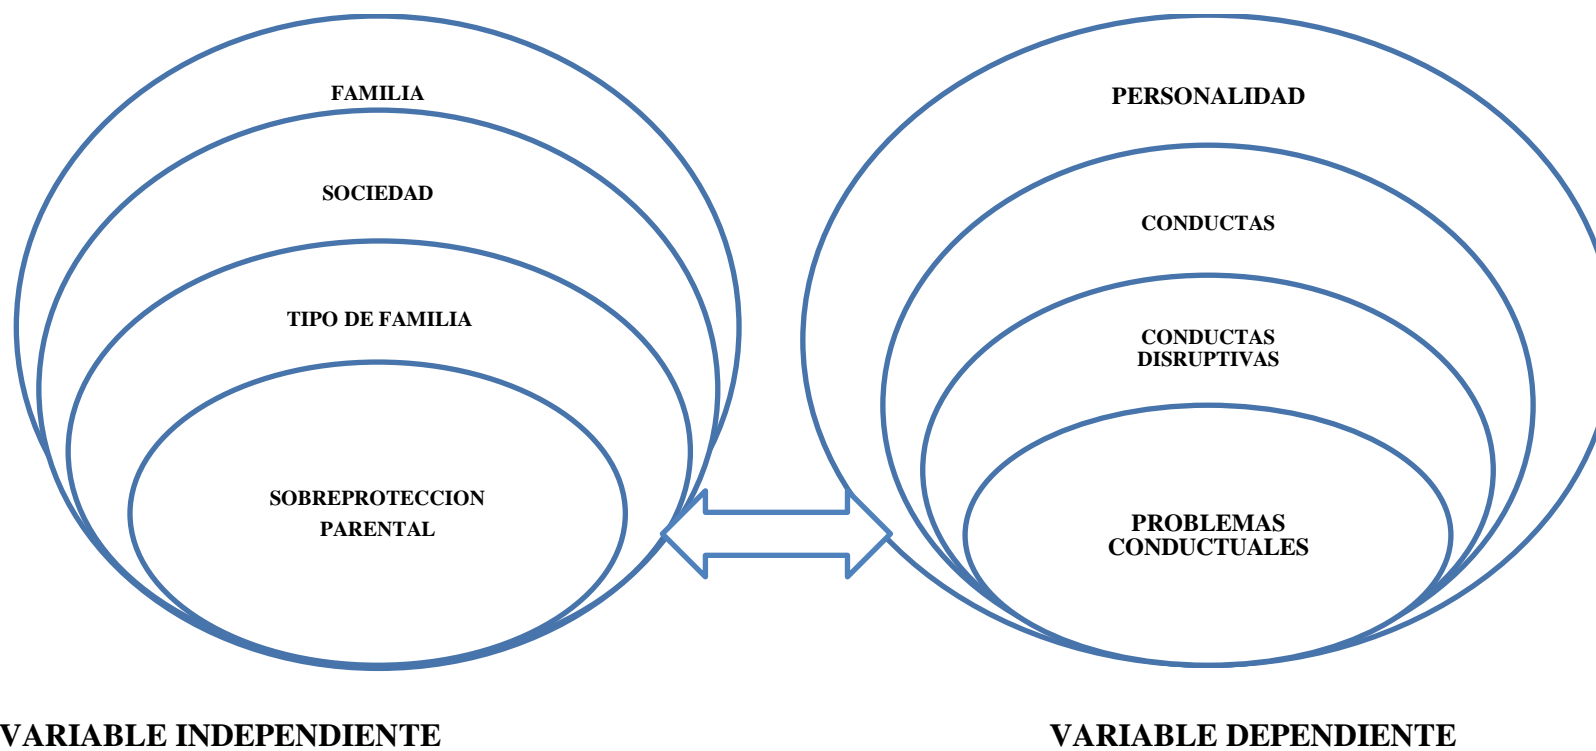 FAMILIA
SOCIEDAD
TIPO DE FAMILIA
SOBREPROTECCION
PARENTAL
PERSONALIDAD
CONDUCTAS
CONDUCTAS
DISRUPTIVAS
PROBLEMAS
CONDUCTUALES
VARIABLE INDEPENDIENTE
VARIABLE DEPENDIENTE